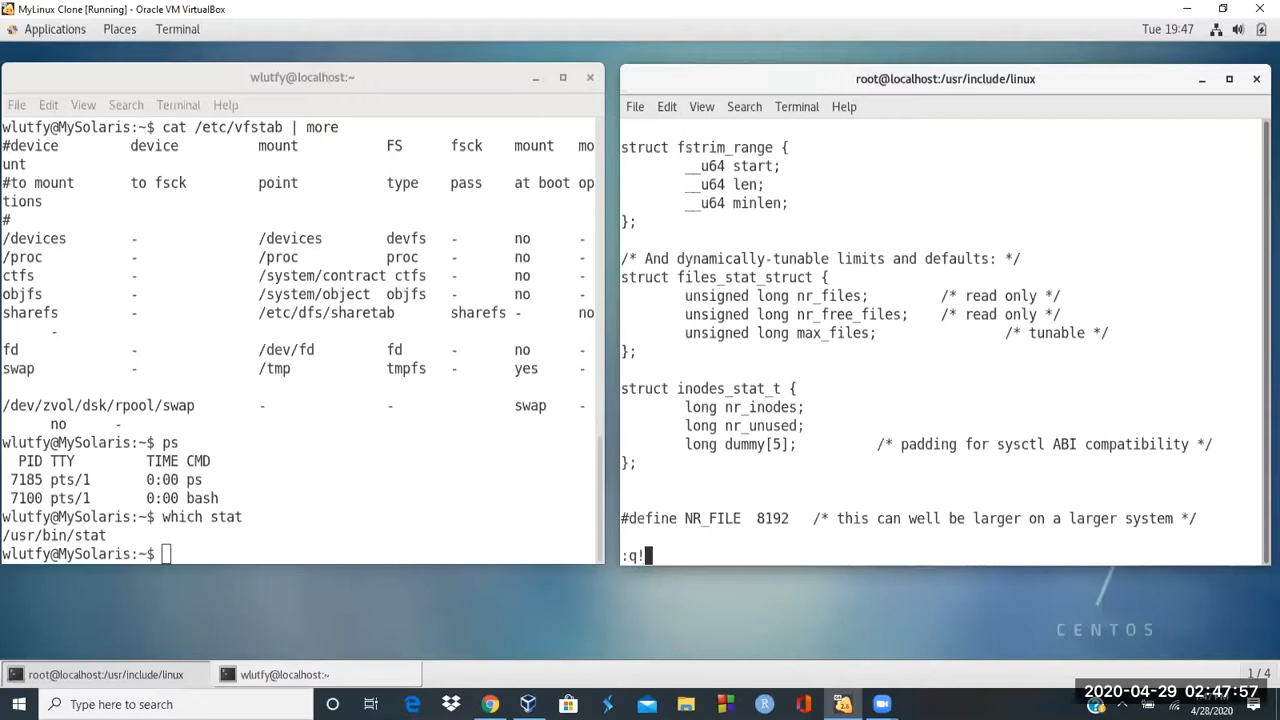 MyLinux Clone [Running] - Oracle VM VirtualBox
Applications Places Terminal Tue 19:47
wlutfy@localhost:~
File Edit View Search Terminal Help
wlutfy@MySolaris:~$ cat /etc/vfstab | more
#device device mount FS fsck mount mo
unt
#to mount to fsck point type pass at boot op
tions
#
/devices - /devices devfs - no -
/proc - /proc proc - no -
ctfs - /system/contract ctfs - no -
objfs - /system/object objfs - no -
sharefs - /etc/dfs/sharetab sharefs - no
-
fd - /dev/fd fd - no -
swap - /tmp tmpfs - yes -
/dev/zvol/dsk/rpool/swap - - swap -
no -
wlutfy@MySolaris:~$ ps
PID TTY TIME CMD
7185 pts/1 0:00 ps
7100 pts/1 0:00 bash
wlutfy@MySolaris:~$ which stat
/usr/bin/stat
wlutfy@MySolaris:~$
root@localhost:/usr/include/linux
File Edit View Search Terminal Help
struct fstrim_range {
__u64 start;
__u64 len;
__u64 minlen;
};
/* And dynamically-tunable limits and defaults: */
struct files_stat_struct {
unsigned long nr_files; /* read only */
unsigned long nr_free_files; /* read only */
unsigned long max_files; /* tunable */
};
struct inodes_stat_t {
long nr_inodes;
long nr_unused;
long dummy[5]; /* padding for sysctl ABI compatibility */
};
#define NR_FILE 8192 /* this can well be larger on a larger system */
:q!
7
CENTOS
root@localhost:/usr/include/linux wlutfy@localhost:~ 1 / 4
2020-04-29 02:47:57
Type here to search
4/28/2020